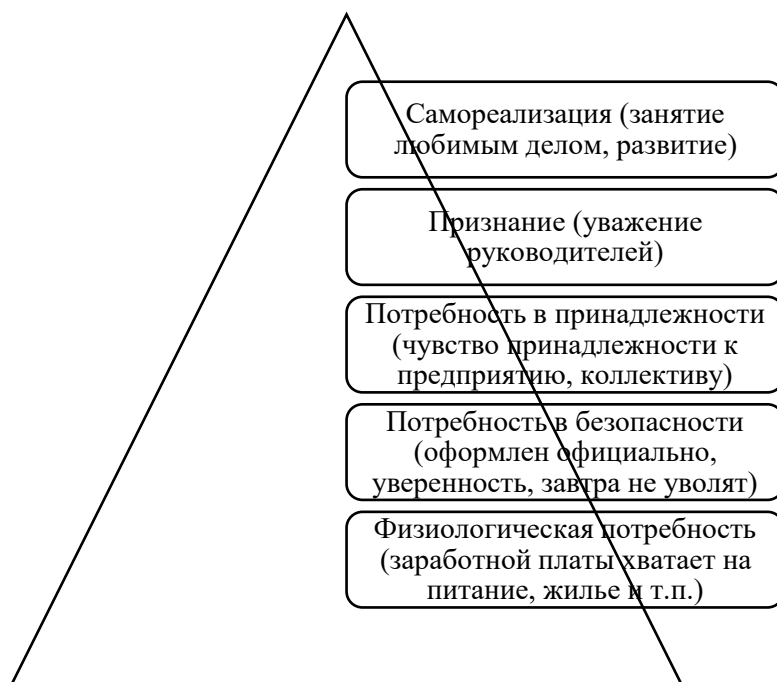 Самореализация (занятие
любимым делом, развитие)
Признание (уважение
руководителей)
Потребность в принадлежности
(чувство принадлежности к
предприятию, коллективу)
Потребность в безопасности
(оформлен официально,
уверенность, завтра не уволят)
Физиологическая потребность
(заработной платы хватает на
питание, жилье и т.п.)